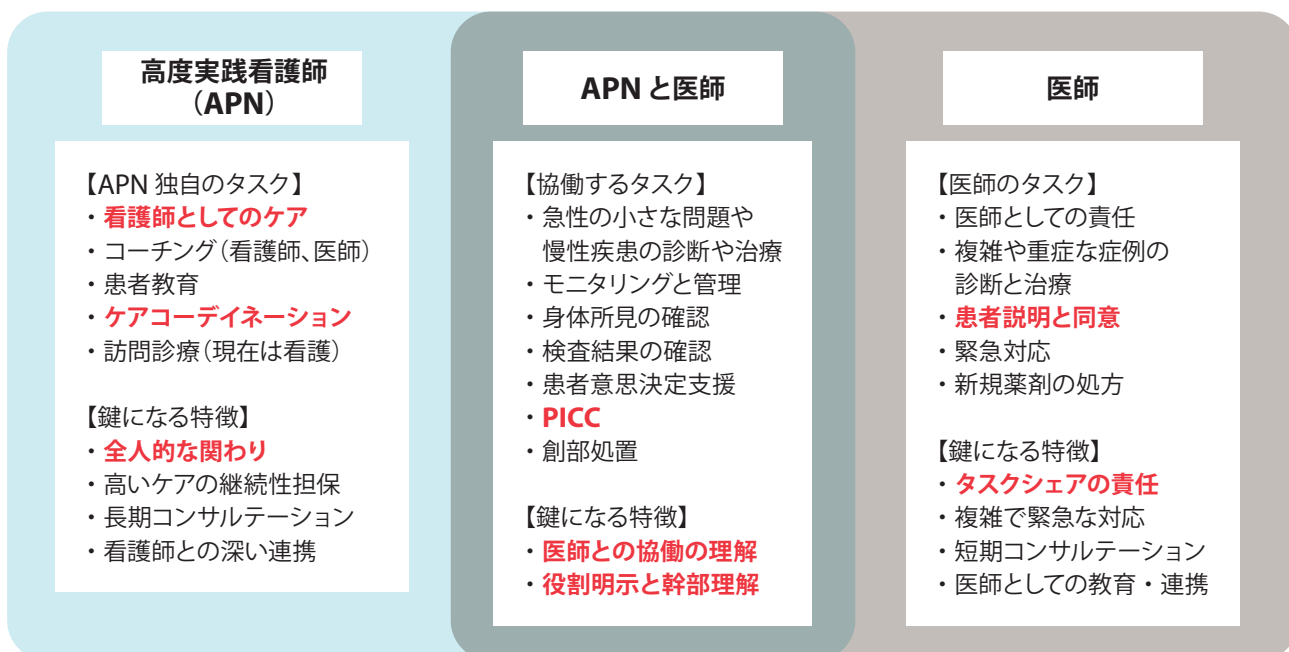 高度実践看護師
（APN）
【APN 独自のタスク】
・看護師としてのケア
・コーチング（看護師、医師）
・患者教育
・ケアコーデイネーション
・訪問診療（現在は看護）
【鍵になる特徴】
・全人的な関わり
・高いケアの継続性担保
・長期コンサルテーション
・看護師との深い連携
APN と医師
【協働するタスク】
・急性の小さな問題や
慢性疾患の診断や治療
・モニタリングと管理
・身体所見の確認
・検査結果の確認
・患者意思決定支援
・PICC
・創部処置
【鍵になる特徴】
・医師との協働の理解
・役割明示と幹部理解
医師
【医師のタスク】
・医師としての責任
・複雑や重症な症例の
診断と治療
・患者説明と同意
・緊急対応
・新規薬剤の処方
【鍵になる特徴】
・タスクシェアの責任
・複雑で緊急な対応
・短期コンサルテーション
・医師としての教育・連携